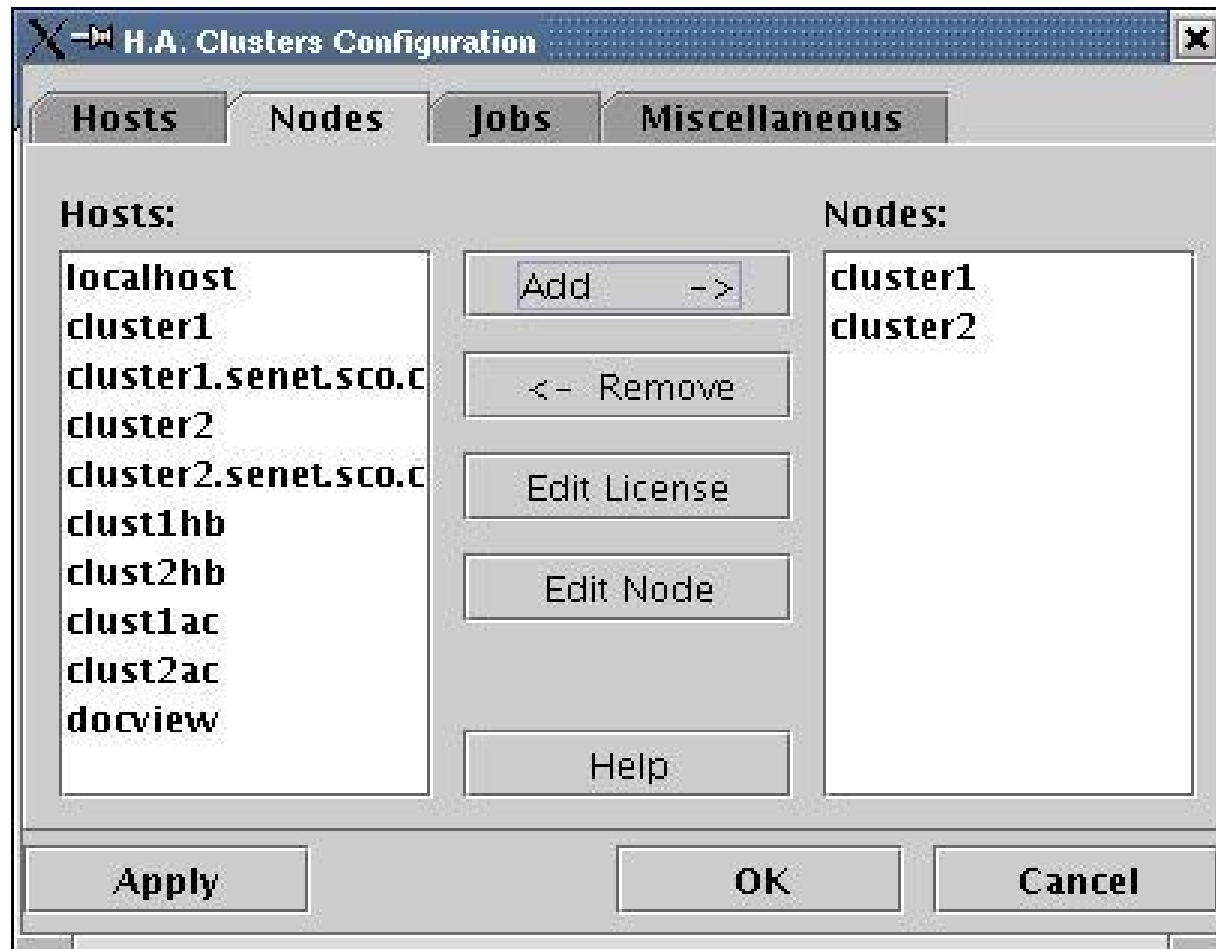 H.A. Clusters Configuration
Hosts Nodes Jobs Miscellaneous
Hosts:
localhost
cluster1
cluster1.senet.sco.c
cluster2
cluster2.senet.sco.c
clust1hb
clust2hb
clust1ac
clust2ac
docview
Add ->
<- Remove
Edit License
Edit Node
Help
Nodes:
cluster1
cluster2
Apply OK Cancel